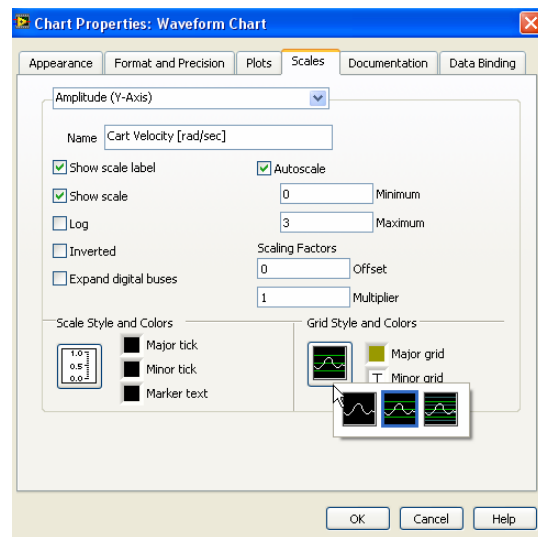 Chart Properties: Waveform Chart
Appearance Format and Precision Plots Scales Documentation Data Binding
Amplitude (Y-Axis)
Name Cart Velocity [rad/sec]
Show scale label Autoscale
0 Minimum
Show scale
3 Maximum
Log
Inverted Scaling Factors
0 Offset
Expand digital buses
1 Multiplier
Scale Style and Colors Grid Style and Colors
1.0 Major tick Major grid
0.5 Minor tick T Minor grid
0.0 Marker text
OK Cancel Help